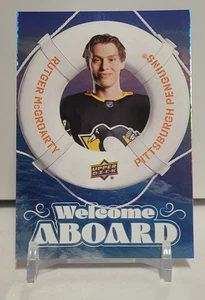 RUTGER McGROARTY
PITTSBURGH PENGUINS®
UPPER
DECK
Welcome
ABOARD